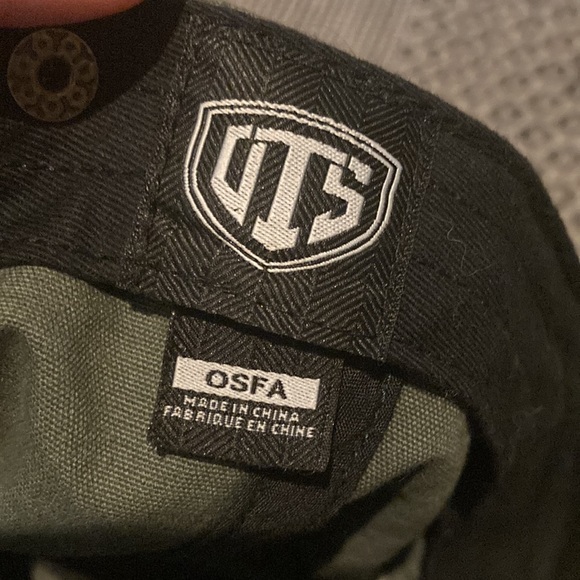 OTS
OSFA
MADE IN CHINA
FABRIQUE EN CHINE